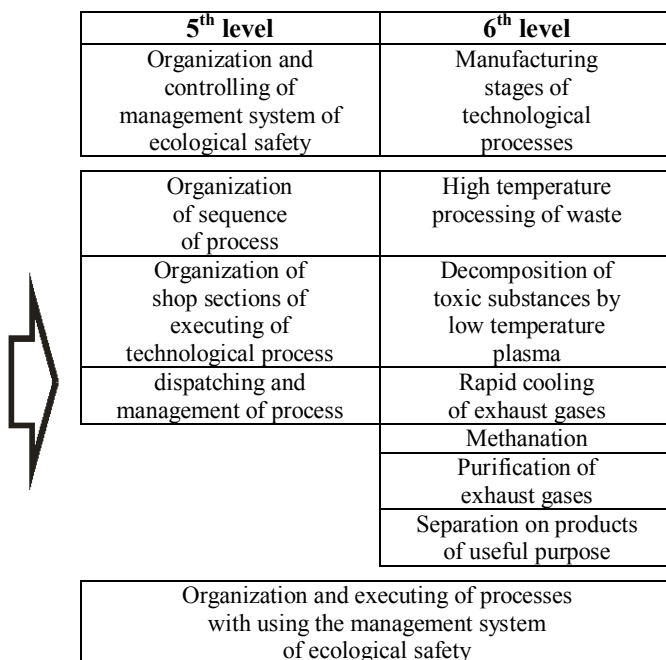 5th level
6th level
Organization and
controlling of
management system of
ecological safety
Manufacturing
stages of
technological
processes
Organization
of sequence
of process
High temperature
processing of waste
Organization of
shop sections of
executing of
technological process
Decomposition of
toxic substances by
low temperature
plasma
dispatching and
management of process
Rapid cooling
of exhaust gases
Methanation
Purification of
exhaust gases
Separation on products
of useful purpose
Organization and executing of processes
with using the management system
of ecological safety